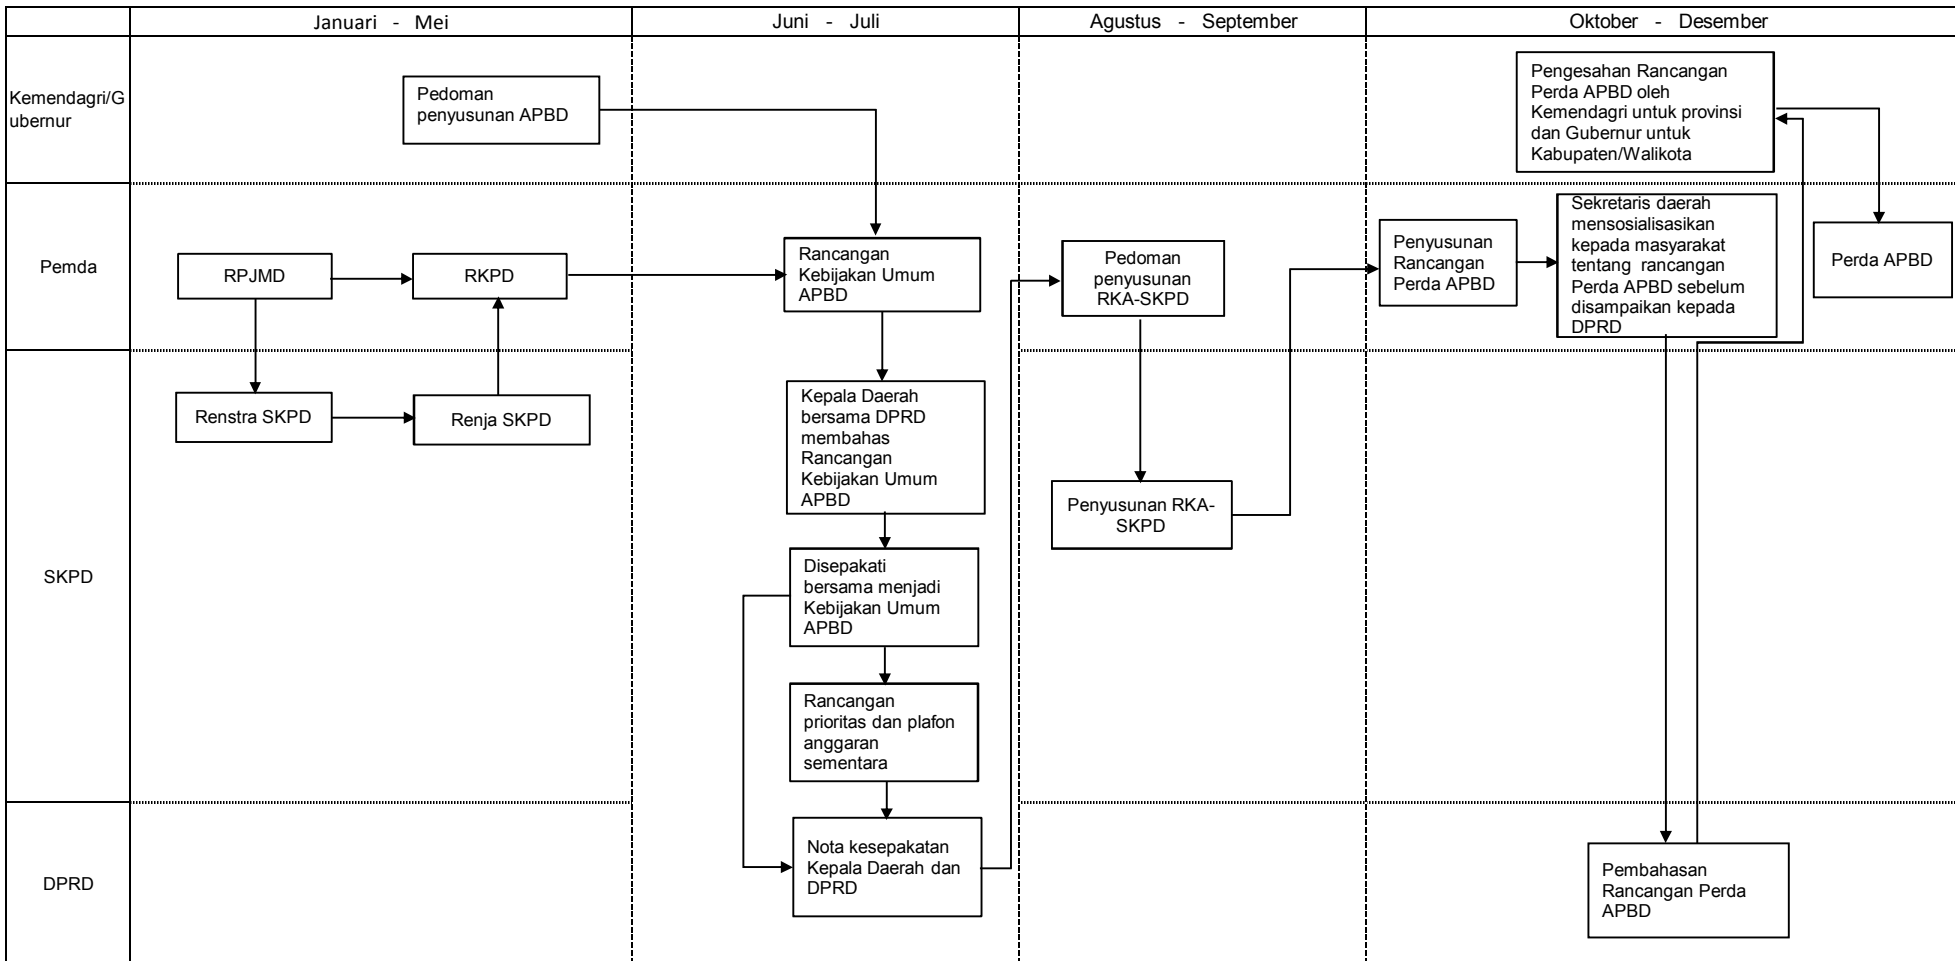 Januari - Mei
Juni - Juli
Agustus - September
Oktober - Desember
Kemendagri/G
ubernur
Pedoman
penyusunan APBD
Pengesahan Rancangan
Perda APBD oleh
Kemendagri untuk provinsi
dan Gubernur untuk
Kabupaten/Walikota
Pemda
RPJMD
RKPD
Rancangan
Kebijakan Umum
APBD
Pedoman
penyusunan
RKA-SKPD
Penyusunan
Rancangan
Perda APBD
Sekretaris daerah
mensosialisasikan
kepada masyarakat
tentang rancangan
Perda APBD sebelum
disampaikan kepada
DPRD
Perda APBD
SKPD
Renstra SKPD
Renja SKPD
Kepala Daerah
bersama DPRD
membahas
Rancangan
Kebijakan Umum
APBD
Penyusunan RKA-
SKPD
Disepakati
bersama menjadi
Kebijakan Umum
APBD
Rancangan
prioritas dan plafon
anggaran
sementara
DPRD
Nota kesepakatan
Kepala Daerah dan
DPRD
Pembahasan
Rancangan Perda
APBD